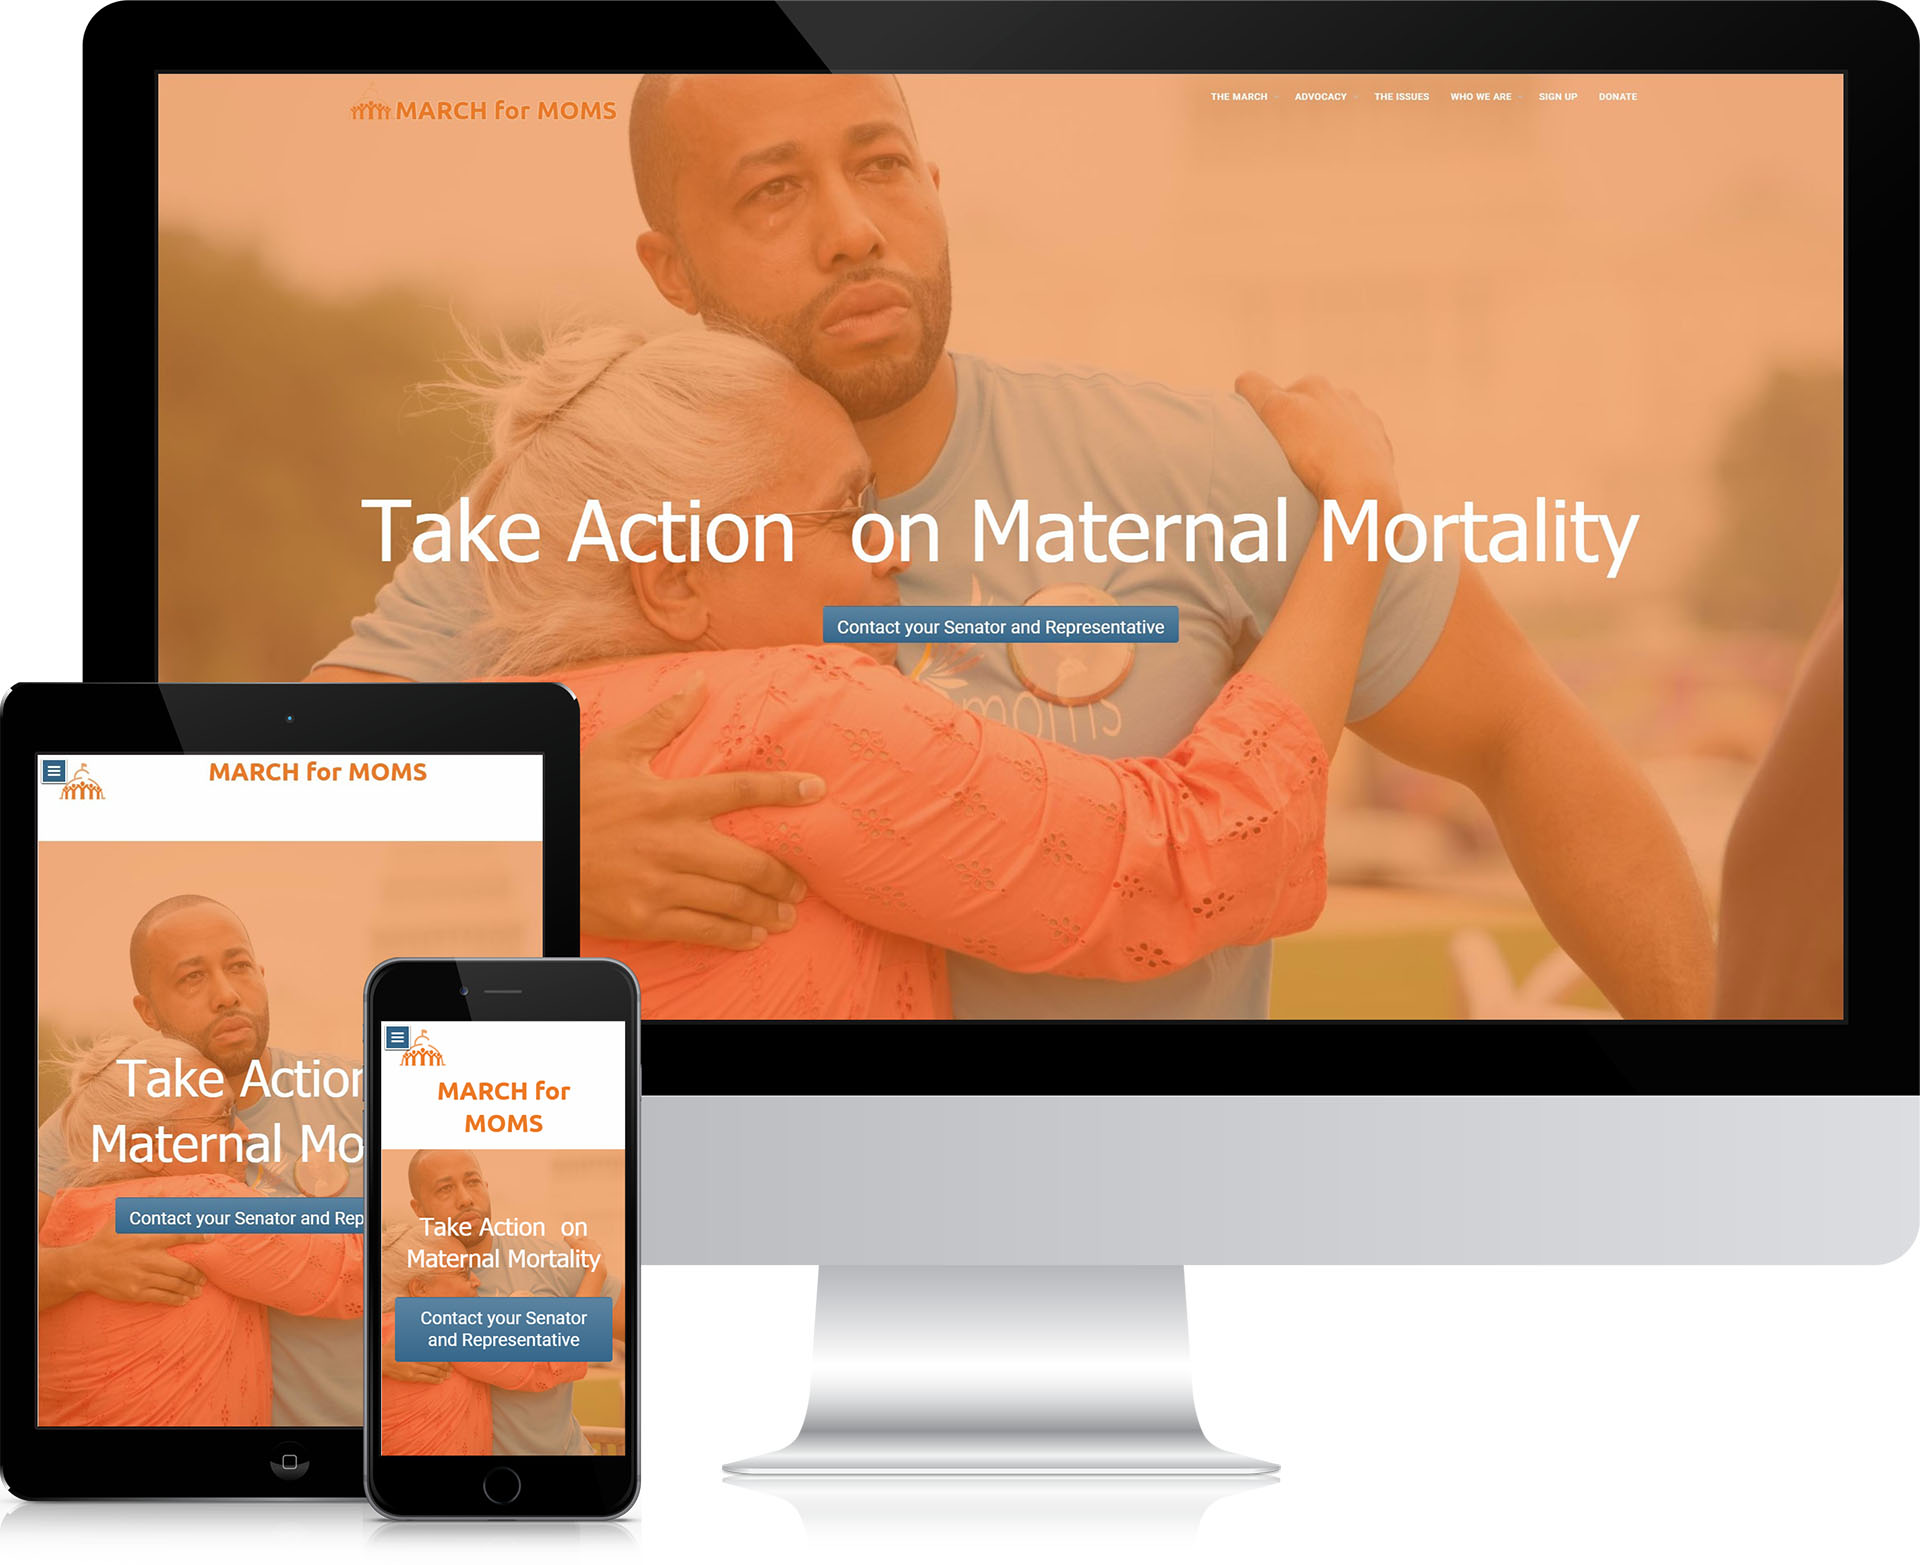 MARCH for MOMS
THE MARCH ADVOCACY THE ISSUES WHO WE ARE SIGN UP DONATE
Take Action on Maternal Mortality
Contact your Senator and Representative
moms
MARCH for MOMS
Take Action
Maternal Mo
Contact your Senator and Rep
MARCH for
MOMS
Take Action on
Maternal Mortality
Contact your Senator
and Representative